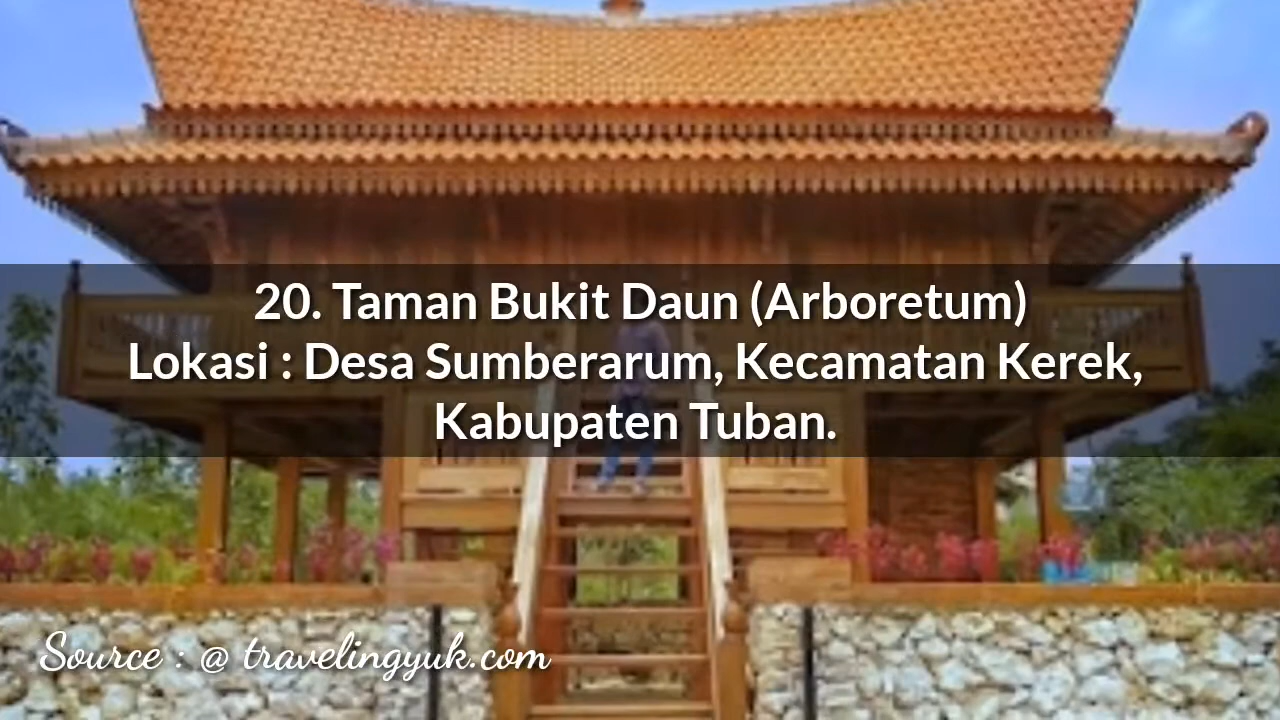 20. Taman Bukit Daun (Arboretum)
Lokasi : Desa Sumberarum, Kecamatan Kerek,
Kabupaten Tuban.
Source : @ travelingyuk.com